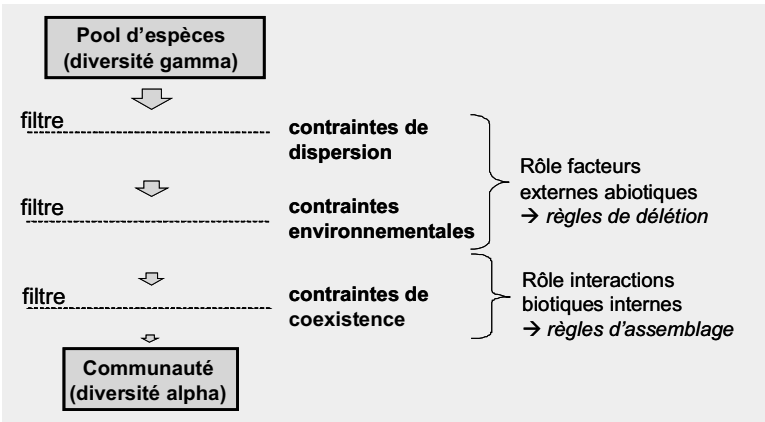 Pool d'espèces
(diversité gamma)
filtre
contraintes de
dispersion
Rôle facteurs
externes abiotiques
→ règles de délétion
filtre
contraintes
environnementales
filtre
contraintes de
coexistence
Rôle interactions
biotiques internes
→ règles d'assemblage
Communauté
(diversité alpha)